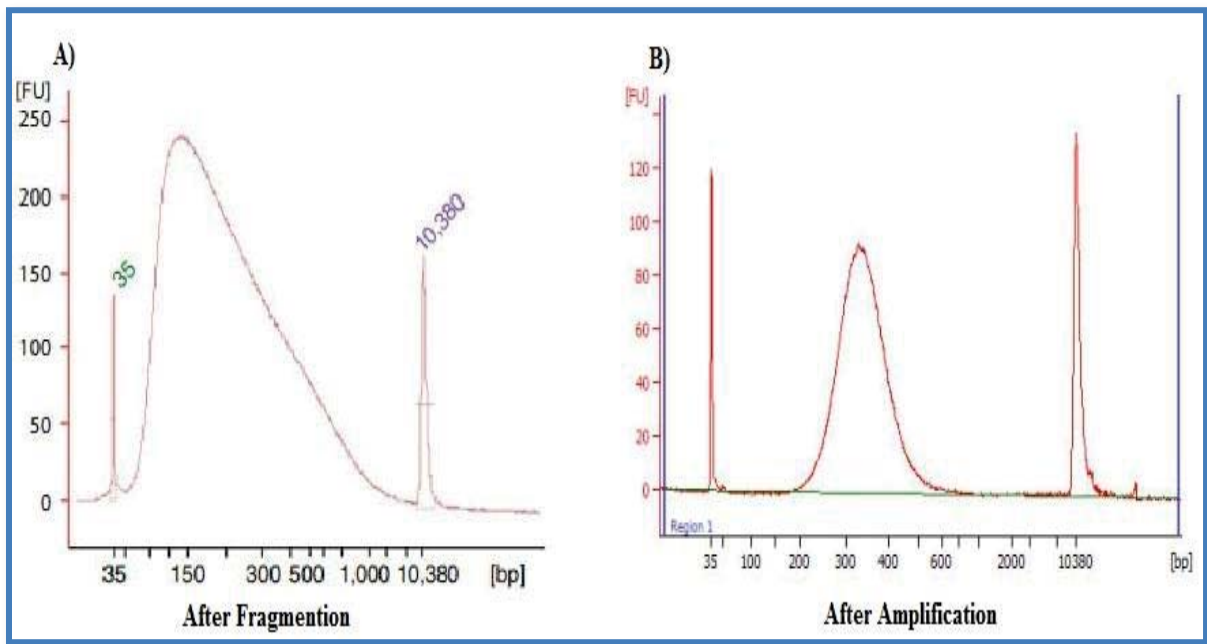 A)
[FU]
250
200
150
100
50
0
35
10,380
35 150 300 500 1,000 10,380 [bp]
After Fragmention
B)
[FU]
120
100
80
60
40
20
0
Region 1
35 100 200 300 400 600 2000 10380 [bp]
After Amplification